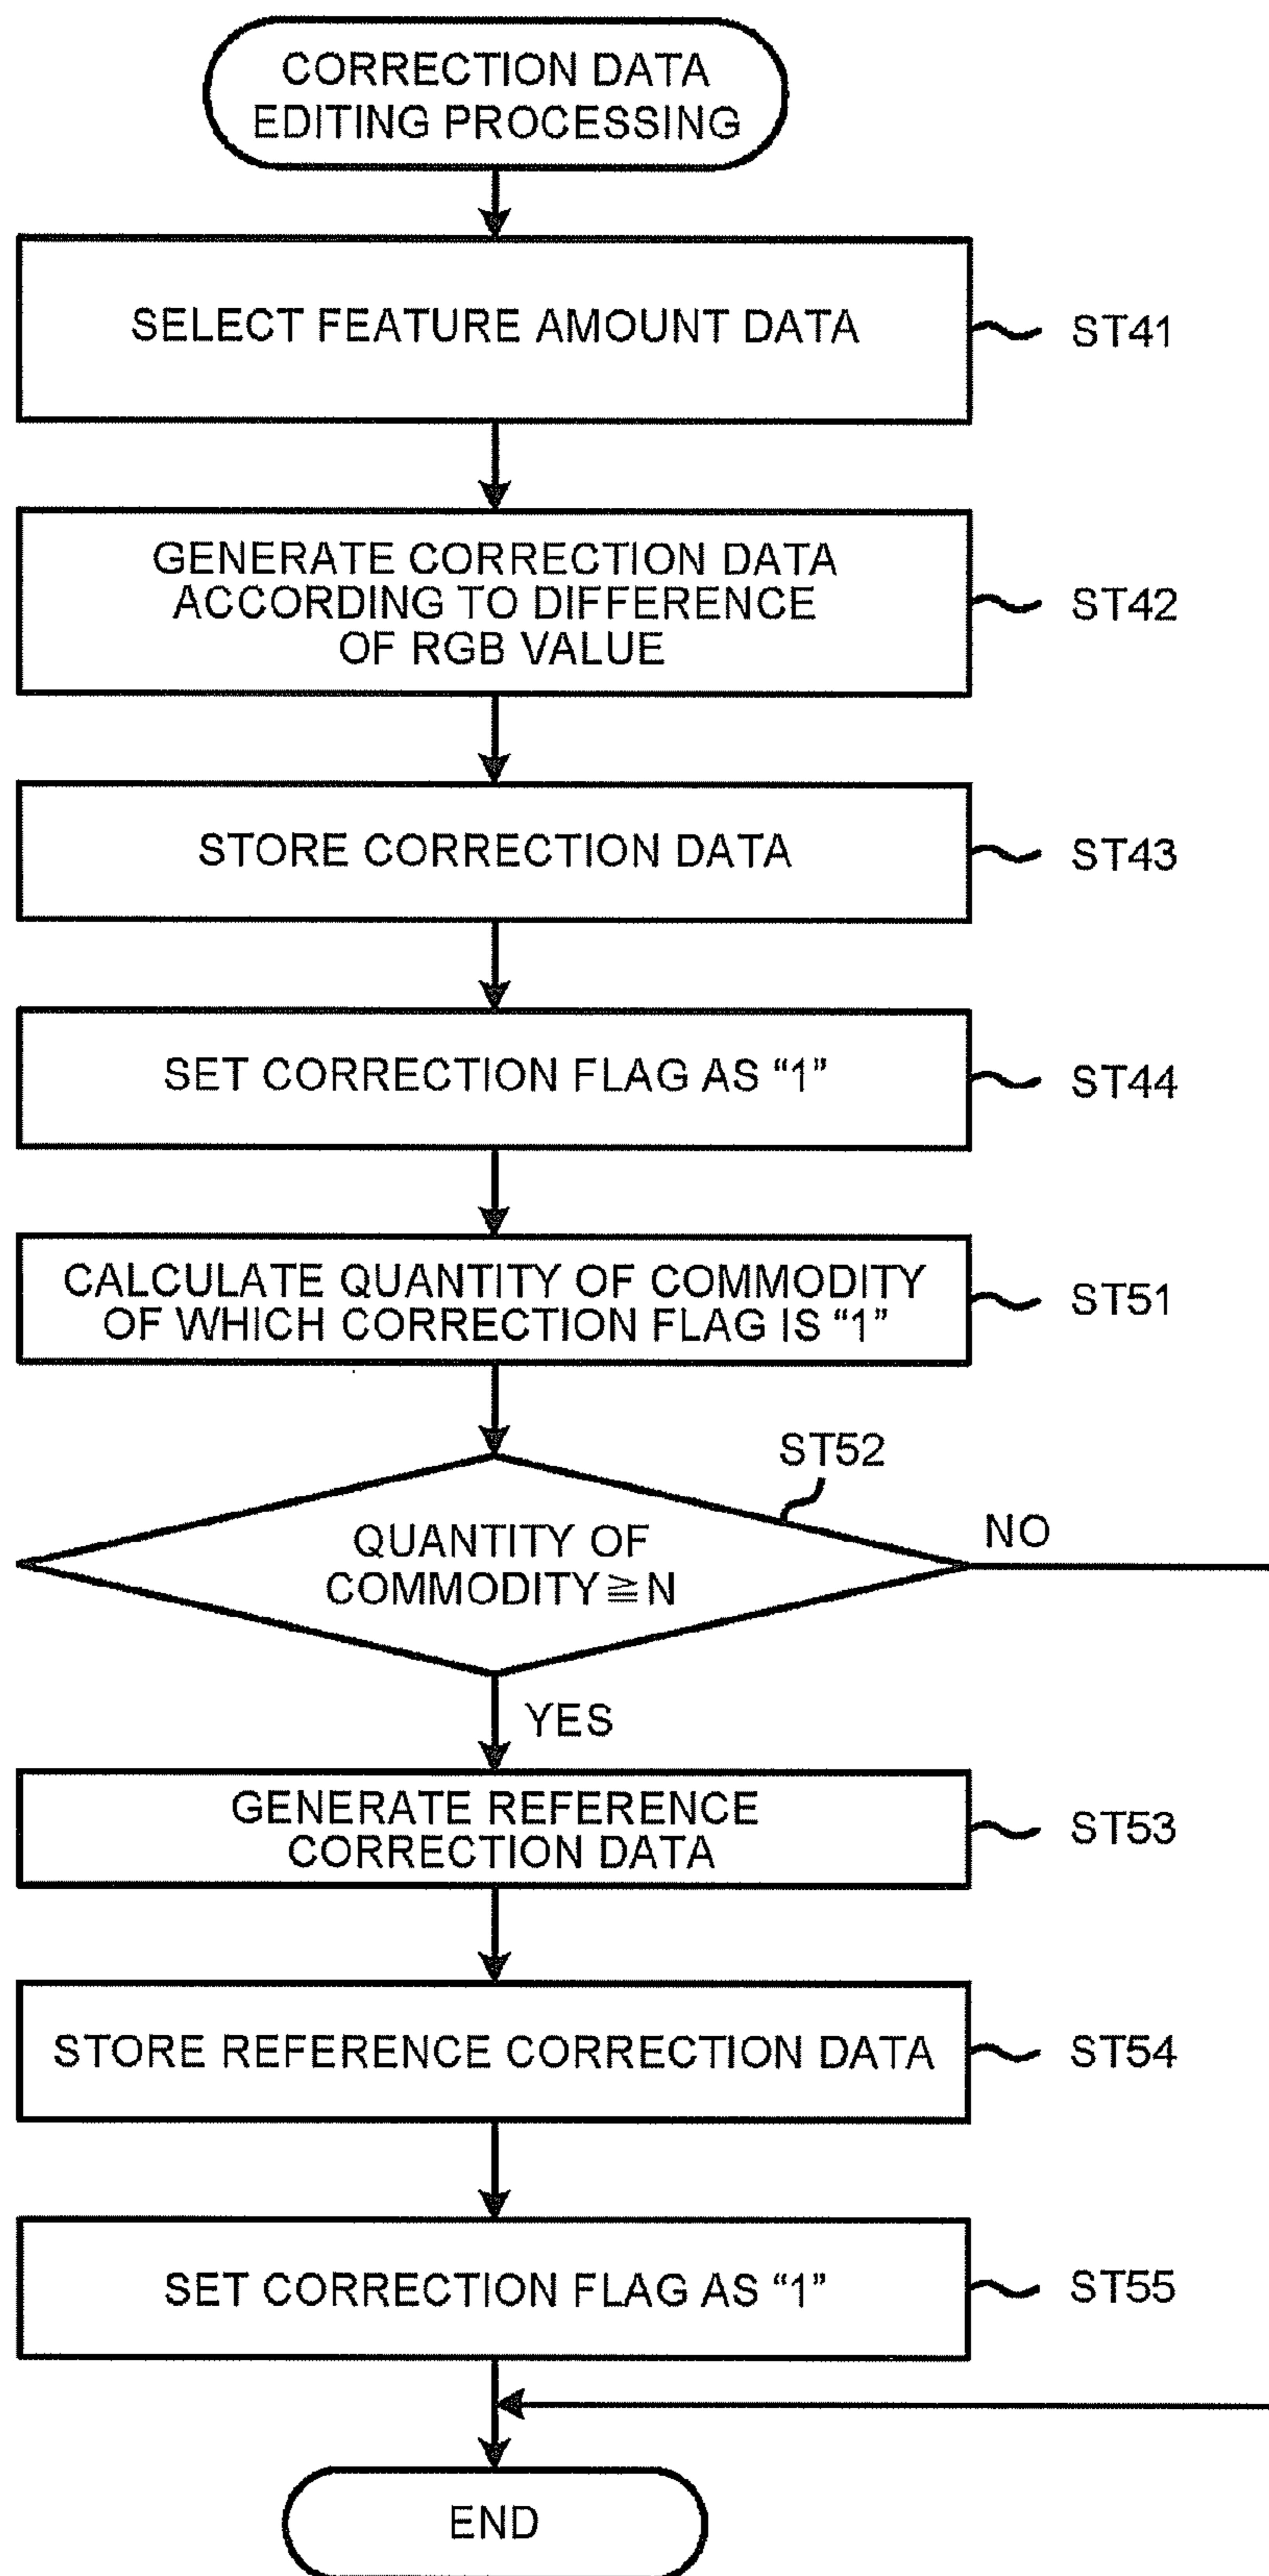 CORRECTION DATA
EDITING PROCESSING
SELECT FEATURE AMOUNT DATA
ST41
GENERATE CORRECTION DATA
ACCORDING TO DIFFERENCE
OF RGB VALUE
ST42
STORE CORRECTION DATA
ST43
SET CORRECTION FLAG AS “1”
ST44
CALCULATE QUANTITY OF COMMODITY
OF WHICH CORRECTION FLAG IS “1”
ST51
ST52
QUANTITY OF
COMMODITY≧N
NO
YES
GENERATE REFERENCE
CORRECTION DATA
ST53
STORE REFERENCE CORRECTION DATA
ST54
SET CORRECTION FLAG AS “1”
ST55
END